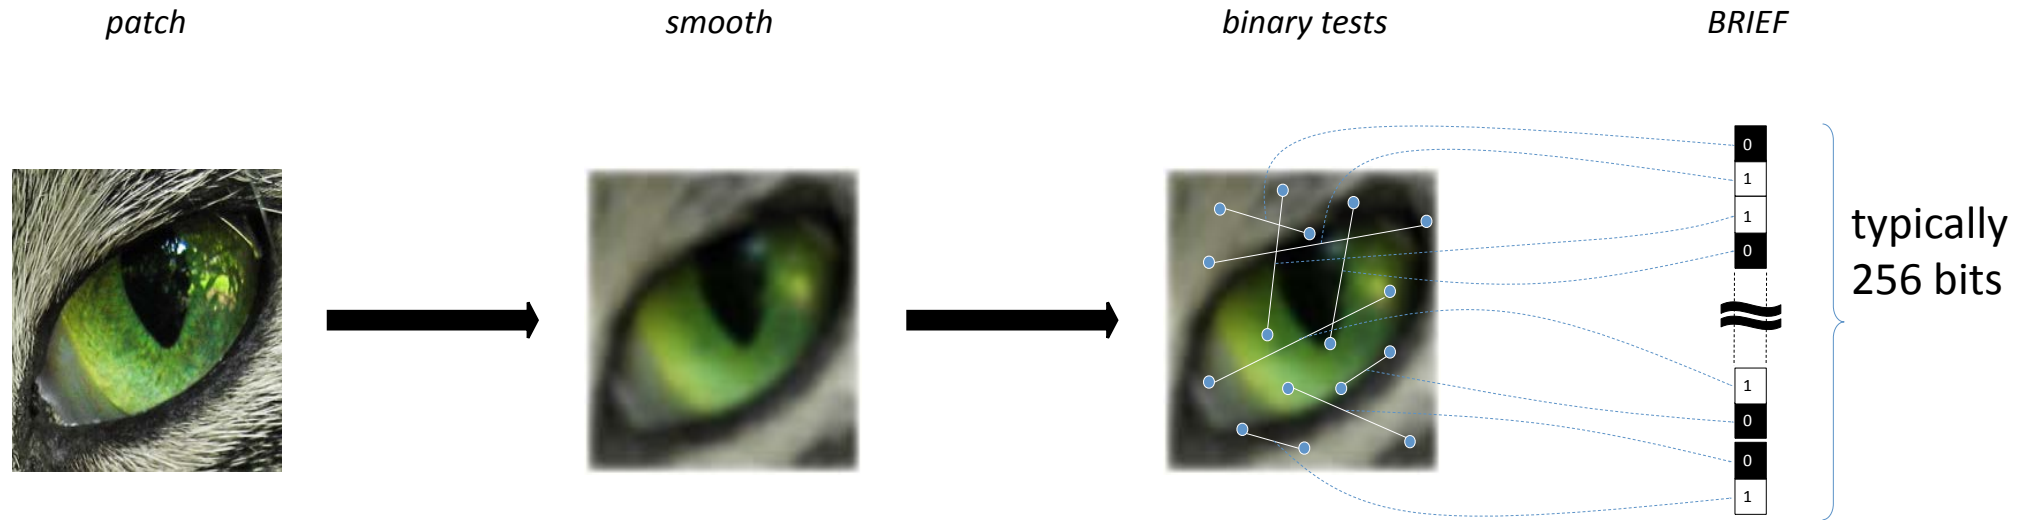 patch
smooth
binary tests
BRIEF
0
1
1
0
typically
256 bits
1
0
0
1